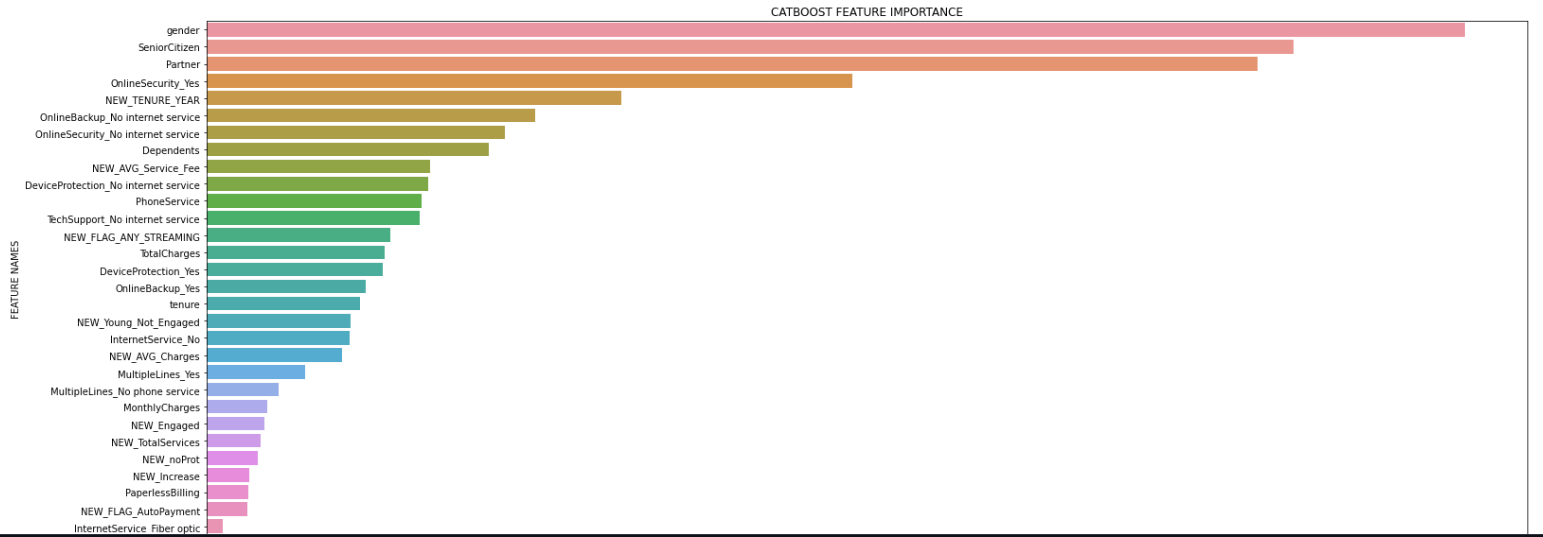 CATBOOST FEATURE IMPORTANCE
gender
SeniorCitizen
Partner
OnlineSecurity_Yes
NEW_TENURE_YEAR
OnlineBackup_No internet service
OnlineSecurity_No internet service
Dependents
NEW_AVG_Service_Fee
DeviceProtection_No internet service
PhoneService
TechSupport_No internet service
NEW_FLAG_ANY_STREAMING
TotalCharges
DeviceProtection_Yes
OnlineBackup_Yes
tenure
NEW_Young_Not_Engaged
InternetService_No
NEW_AVG_Charges
MultipleLines_Yes
MultipleLines_No phone service
MonthlyCharges
NEW_Engaged
NEW_TotalServices
NEW_noProt
NEW_Increase
PaperlessBilling
NEW_FLAG_AutoPayment
InternetService_Fiber optic
FEATURE NAMES